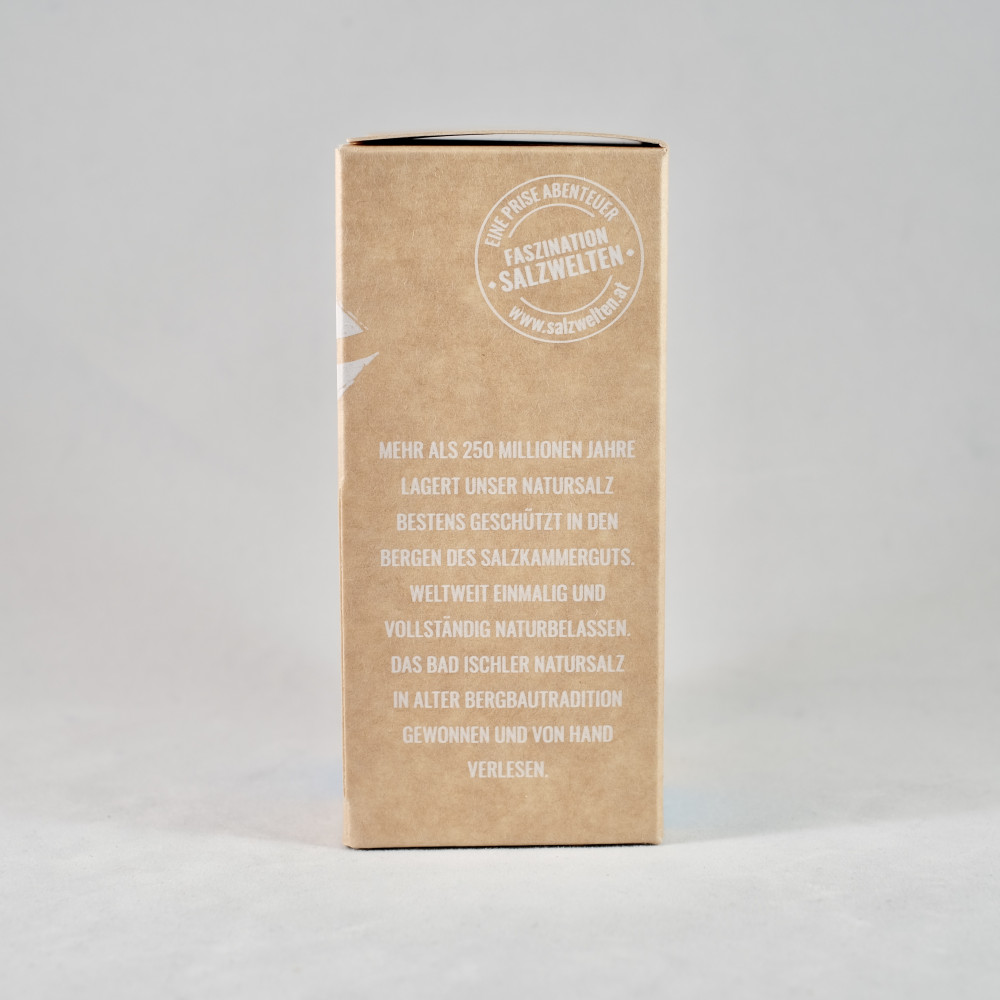 EINE PRISE ABENTEUER
FASZINATION
SALZWELTEN
www.salzwelten.at
MEHR ALS 250 MILLIONEN JAHRE
LAGERT UNSER NATURSALZ
BESTENS GESCHÜTZT IN DEN
BERGEN DES SALZKAMMERGUTS.
WELTWEIT EINMALIG UND
VOLLSTÄNDIG NATURBELASSEN.
DAS BAD ISCHLER NATURSALZ
IN ALTER BERGBAUTRADITION
GEWONNEN UND VON HAND
VERLESEN.